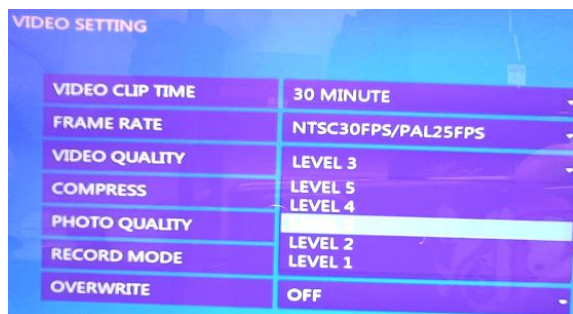 VIDEO SETTING
VIDEO CLIP TIME 30 MINUTE
FRAME RATE NTSC30FPS/PAL25FPS
VIDEO QUALITY LEVEL 3
COMPRESS LEVEL 5
LEVEL 4
PHOTO QUALITY
LEVEL 2
RECORD MODE LEVEL 1
OVERWRITE OFF